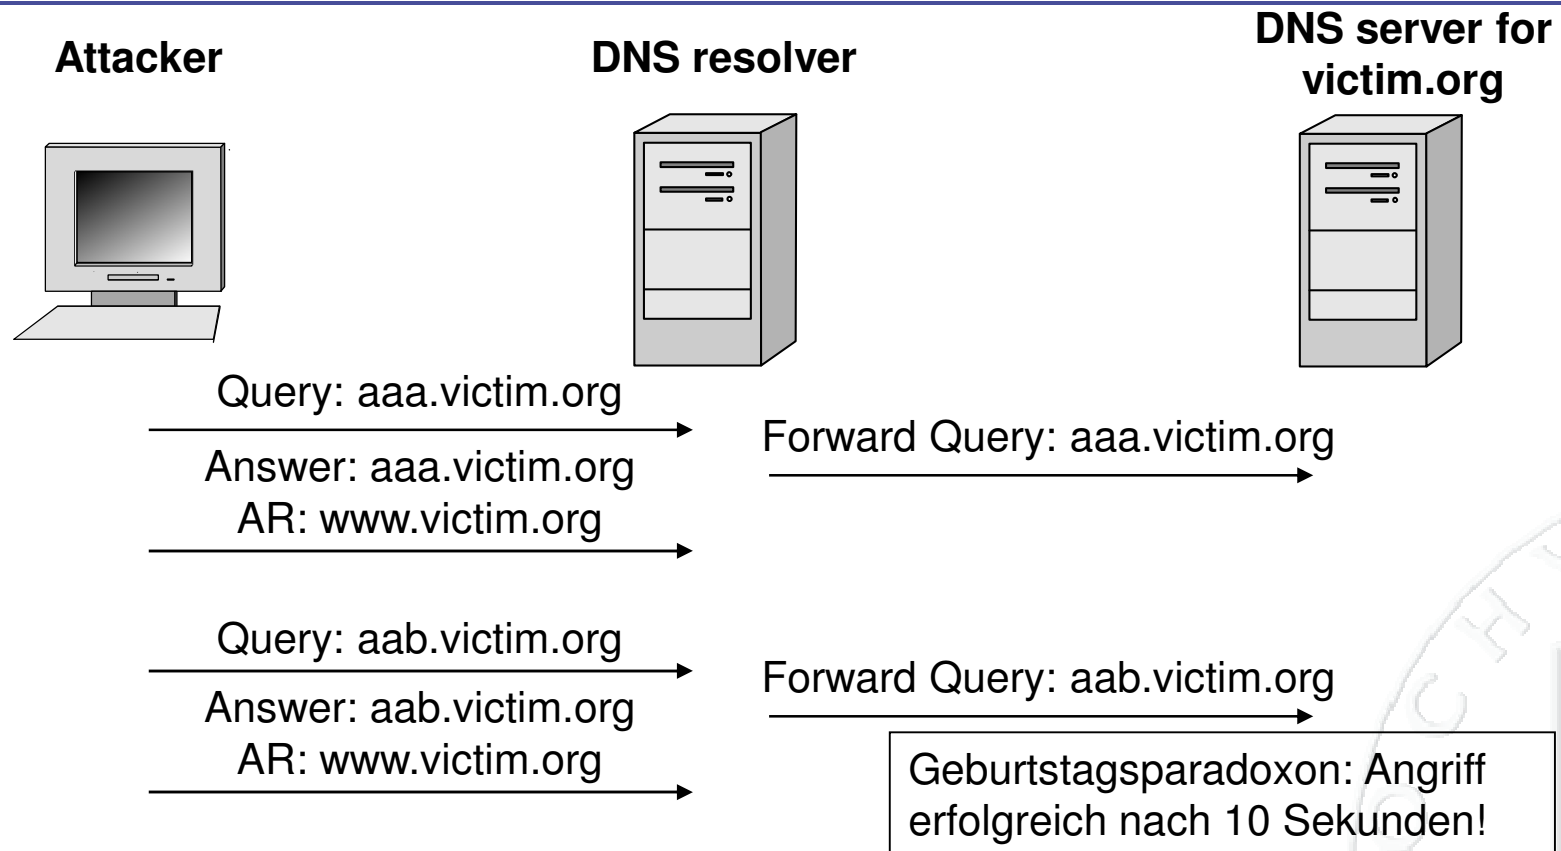 Attacker
DNS resolver
DNS server for
victim.org
Query: aaa.victim.org
Forward Query: aaa.victim.org
Answer: aaa.victim.org
AR: www.victim.org
Query: aab.victim.org
Forward Query: aab.victim.org
Answer: aab.victim.org
AR: www.victim.org
Geburtstagsparadoxon: Angriff
erfolgreich nach 10 Sekunden!